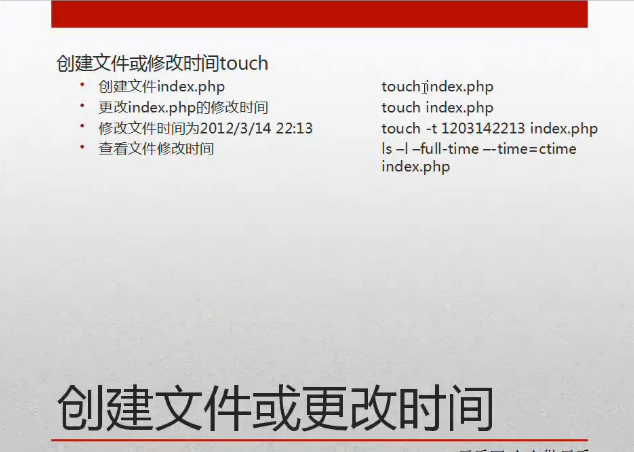 创建文件或修改时间touch
创建文件index.php touch index.php
更改index.php的修改时间 touch index.php
修改文件时间为2012/3/14 22:13 touch -t 1203142213 index.php
查看文件修改时间 ls –l –full-time –-time=ctime
index.php
创建文件或更改时间